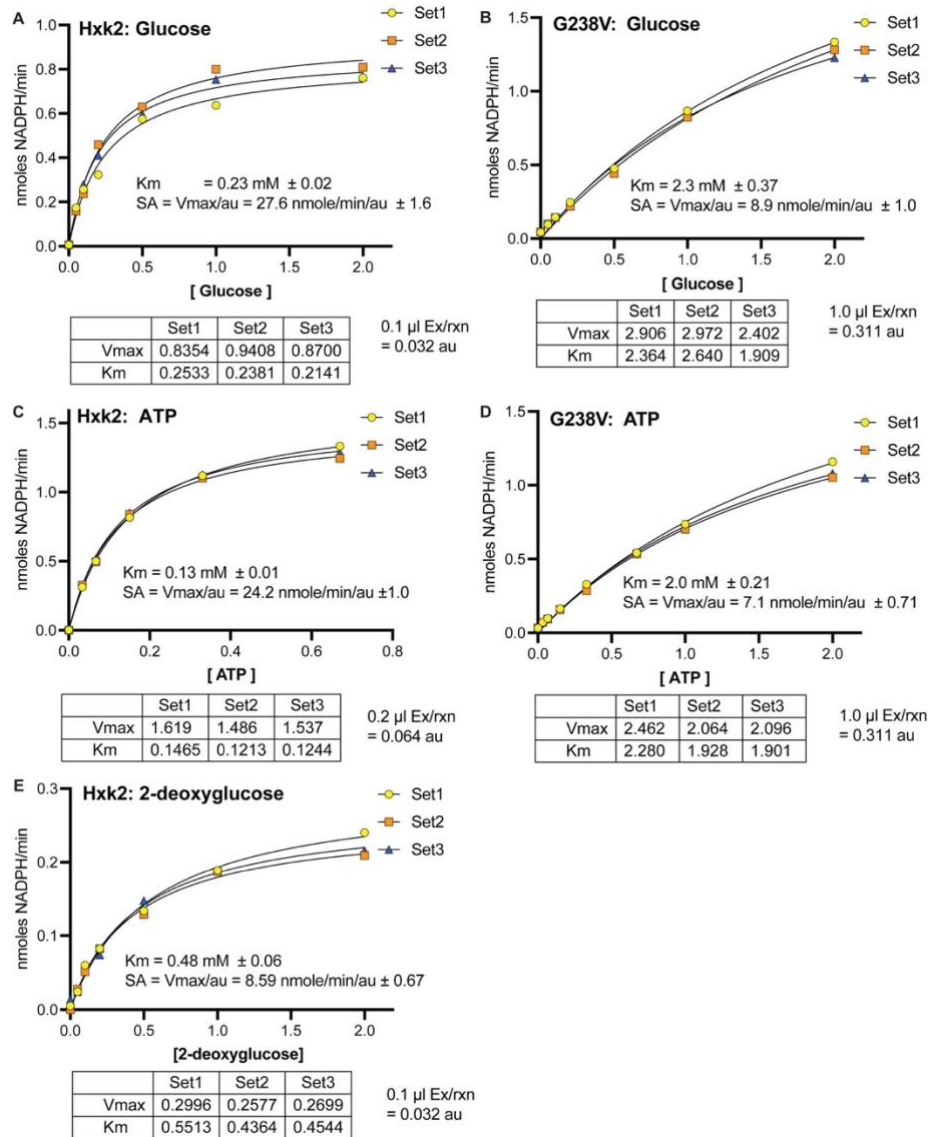 A
Hxk2: Glucose
Set1
Set2
Set3
nmoles NADPH/min
1.0
0.8
0.6
0.4
0.2
0.0
Km = 0.23 mM ± 0.02
SA = Vmax/au = 27.6 nmole/min/au ± 1.6
0.0 0.5 1.0 1.5 2.0
[ Glucose ]
Set1 Set2 Set3
Vmax 0.8354 0.9408 0.8700
Km 0.2533 0.2381 0.2141
0.1 µl Ex/rxn
= 0.032 au
B
G238V: Glucose
Set1
Set2
Set3
nmoles NADPH/min
1.5
1.0
0.5
0.0
Km = 2.3 mM ± 0.37
SA = Vmax/au = 8.9 nmole/min/au ± 1.0
0.0 0.5 1.0 1.5 2.0
[ Glucose ]
Set1 Set2 Set3
Vmax 2.906 2.972 2.402
Km 2.364 2.640 1.909
1.0 µl Ex/rxn
= 0.311 au
C
Hxk2: ATP
Set1
Set2
Set3
nmoles NADPH/min
1.5
1.0
0.5
0.0
Km = 0.13 mM ± 0.01
SA = Vmax/au = 24.2 nmole/min/au ±1.0
0.0 0.2 0.4 0.6 0.8
[ ATP ]
Set1 Set2 Set3
Vmax 1.619 1.486 1.537
Km 0.1465 0.1213 0.1244
0.2 µl Ex/rxn
= 0.064 au
D
G238V: ATP
Set1
Set2
Set3
nmoles NADPH/min
1.5
1.0
0.5
0.0
Km = 2.0 mM ± 0.21
SA = Vmax/au = 7.1 nmole/min/au ± 0.71
0.0 0.5 1.0 1.5 2.0
[ ATP ]
Set1 Set2 Set3
Vmax 2.462 2.064 2.096
Km 2.280 1.928 1.901
1.0 µl Ex/rxn
= 0.311 au
E
Hxk2: 2-deoxyglucose
Set1
Set2
Set3
nmoles NADPH/min
0.3
0.2
0.1
0.0
Km = 0.48 mM ± 0.06
SA = Vmax/au = 8.59 nmole/min/au ± 0.67
0.0 0.5 1.0 1.5 2.0
[2-deoxyglucose]
Set1 Set2 Set3
Vmax 0.2996 0.2577 0.2699
Km 0.5513 0.4364 0.4544
0.1 µl Ex/rxn
= 0.032 au